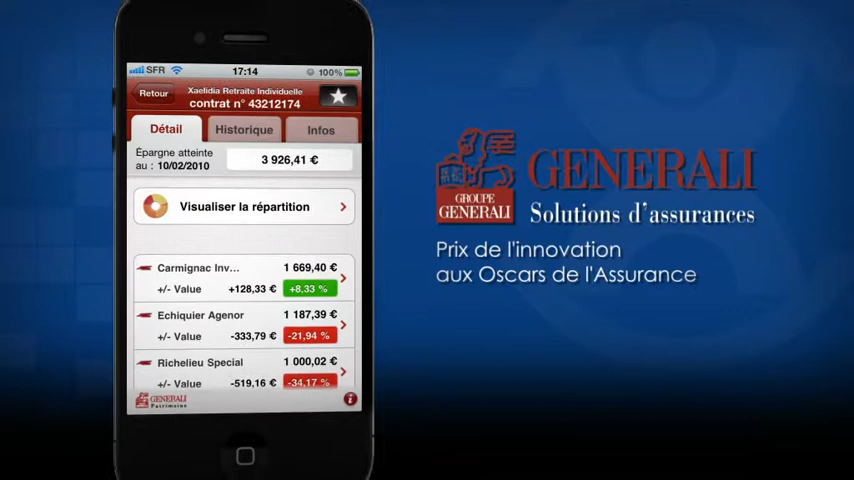 SFR 17:14 100%
Retour Xaelidia Retraite Individuelle
contrat n° 43212174
Détail Historique Infos
Épargne atteinte
au : 10/02/2010 3 926,41 €
Visualiser la répartition
Carmignac Inv... 1 669,40 €
+/- Value +128,33 € +8,33 %
Echiquier Agenor 1 187,39 €
+/- Value -333,79 € -21,94 %
Richelieu Special 1 000,02 €
+/- Value -519,16 € -34,17 %
GENERALI
Patrimoine
GROUPE
GENERALI
GENERALI
Solutions d'assurances
Prix de l'innovation
aux Oscars de l'Assurance